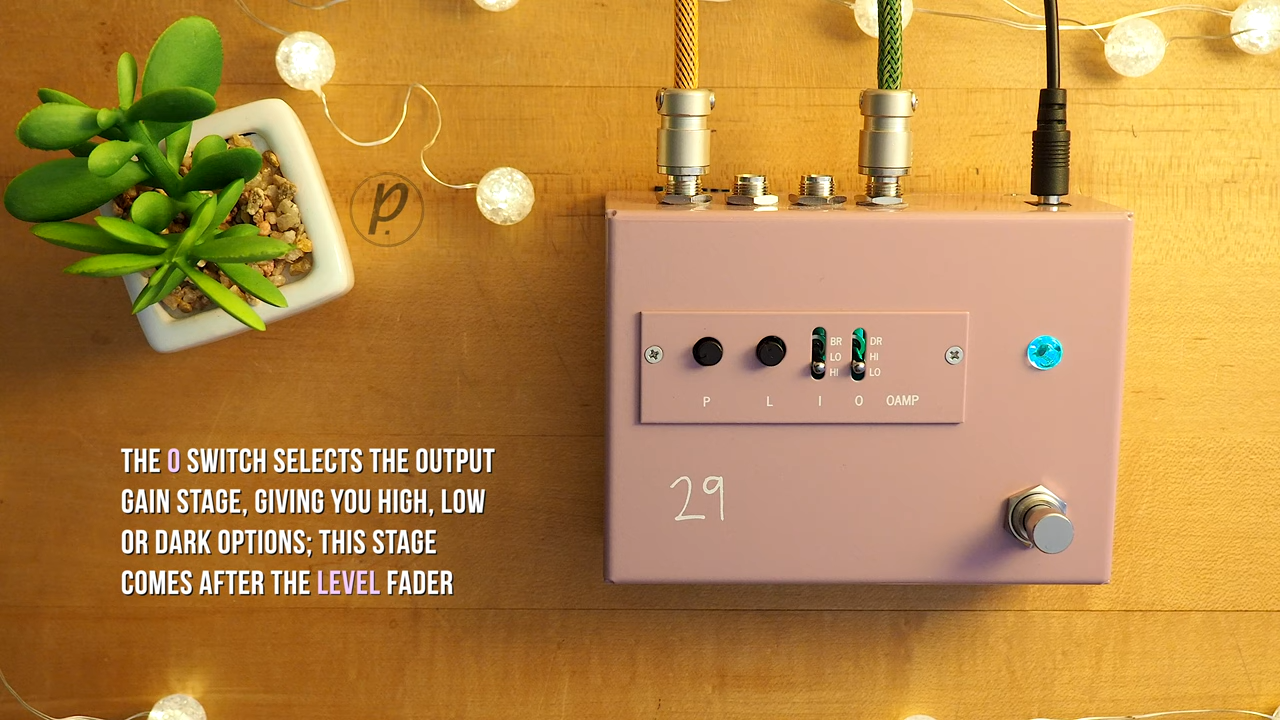 p.
BR
LO
HI
DR
HI
LO
P L I O OAMP
THE O SWITCH SELECTS THE OUTPUT
GAIN STAGE, GIVING YOU HIGH, LOW
OR DARK OPTIONS; THIS STAGE
COMES AFTER THE LEVEL FADER
29